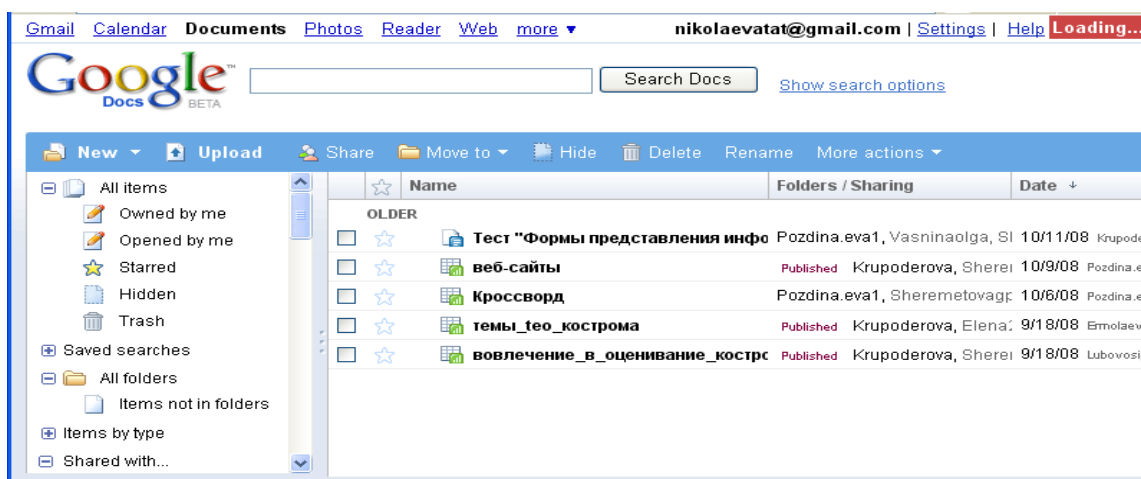 Gmail Calendar Documents Photos Reader Web more ▼ nikolaevatat@gmail.com | Settings | Help Loading...
Google™ Docs BETA Search Docs Show search options
New Upload Share Move to Hide Delete Rename More actions
All items Name Folders / Sharing Date
Owned by me OLDER
Opened by me Тест "Формы представления инфо Pozdina.eva1, Vasninaolga, Sl 10/11/08 Krupode
Starred веб-сайты Published Krupoderova, Sherer 10/9/08 Pozdina.e
Hidden Кроссворд Pozdina.eva1, Sheremetovagp 10/6/08 Pozdina.e
Trash темы_teo_кострома Published Krupoderova, Elena2 9/18/08 Ermolaev
Saved searches вовлечение_в_оценивание_костро Published Krupoderova, Sherer 9/18/08 Lubovosi
All folders
Items not in folders
Items by type
Shared with...